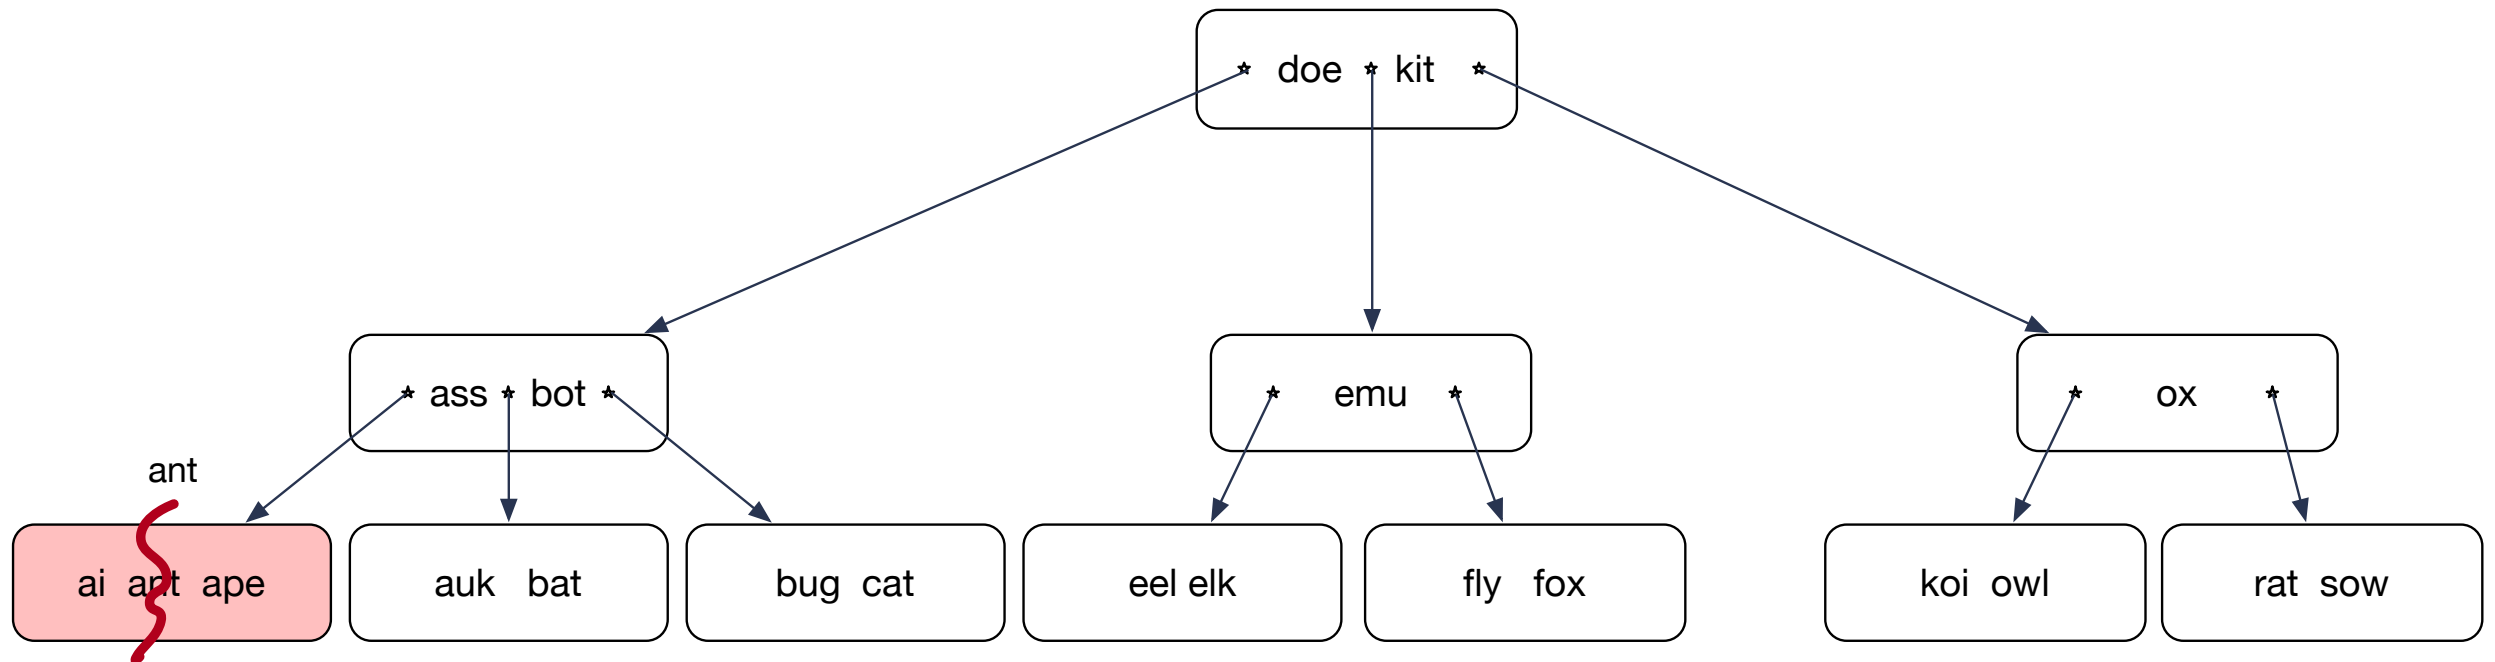 doe kit
ass bot emu ox
ant
ai ant ape auk bat bug cat eel elk fly fox koi owl rat sow